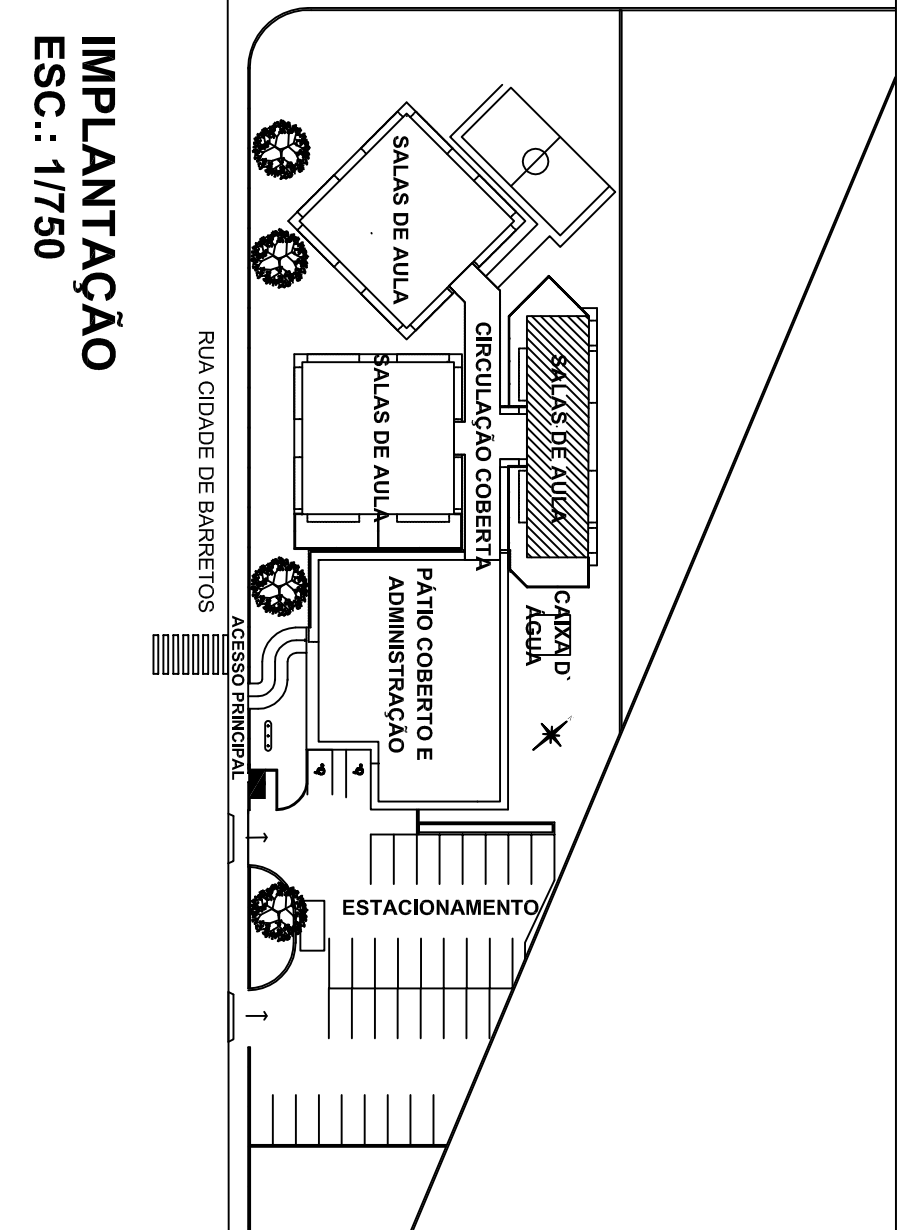 IMPLANTAÇÃO
ESC.: 1/750
SALAS DE AULA
CIRCULAÇÃO COBERTA
SALAS DE AULA
SALAS DE AULA
RUA CIDADE DE BARRETOS
PÁTIO COBERTO E
ADMINISTRAÇÃO
CAIXA D`
ÁGUA
ACESSO PRINCIPAL
ESTACIONAMENTO